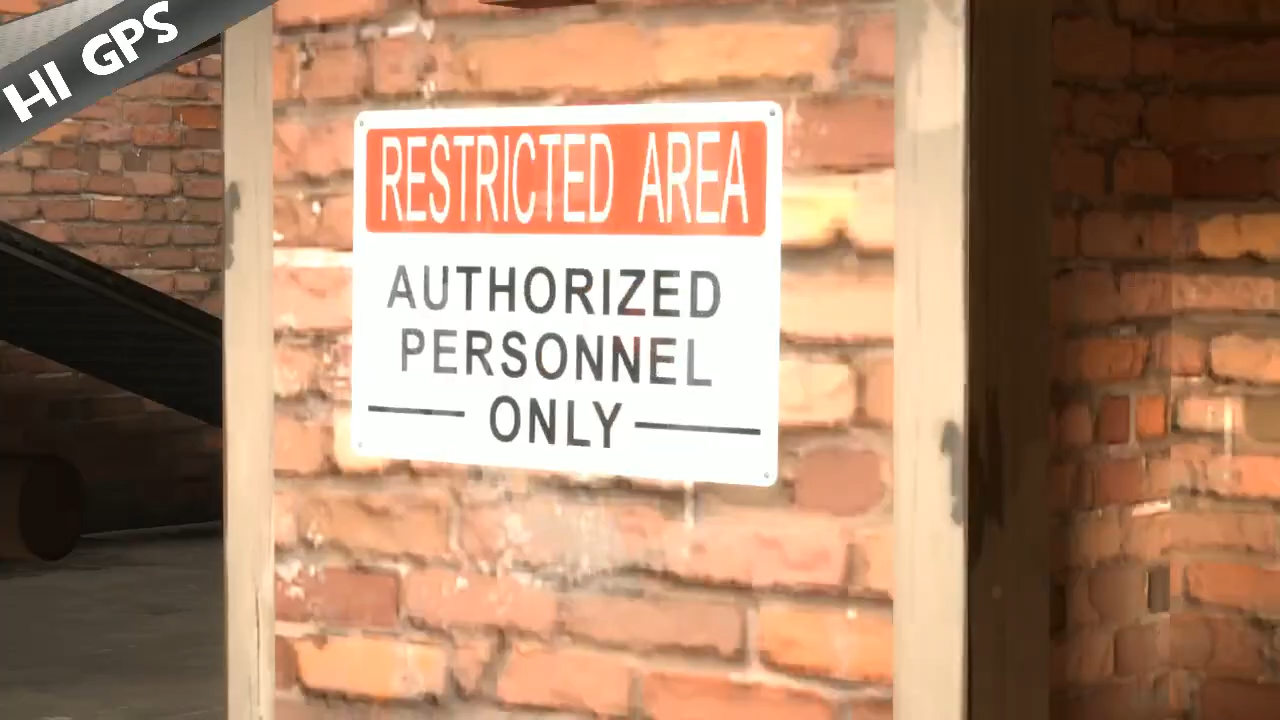 HI GPS
RESTRICTED AREA
AUTHORIZED
PERSONNEL
ONLY